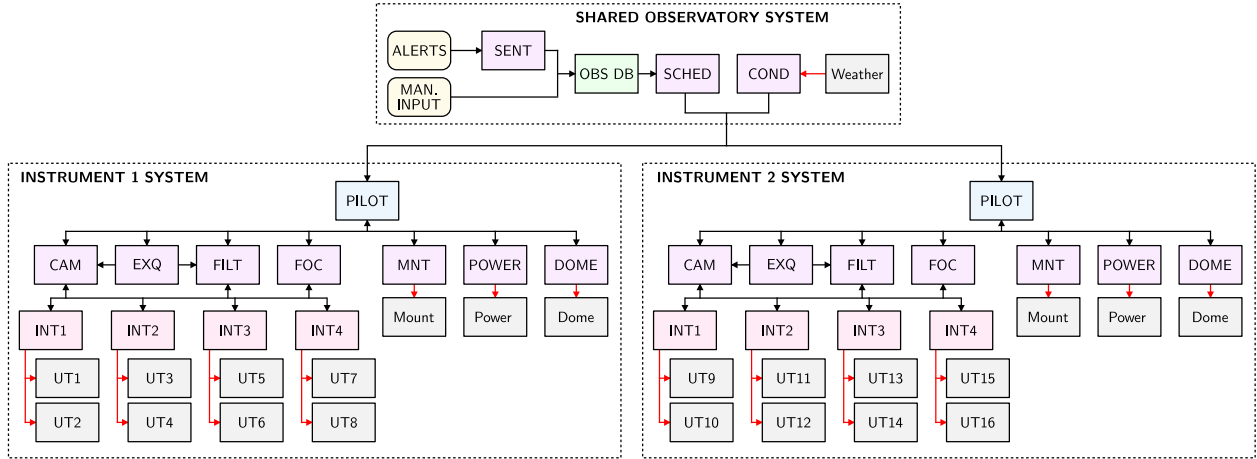 SHARED OBSERVATORY SYSTEM
ALERTS
SENT
MAN.
INPUT
OBS DB
SCHED
COND
Weather
INSTRUMENT 1 SYSTEM
PILOT
CAM
EXQ
FILT
FOC
MNT
POWER
DOME
Mount
Power
Dome
INT1
INT2
INT3
INT4
UT1
UT3
UT5
UT7
UT2
UT4
UT6
UT8
INSTRUMENT 2 SYSTEM
PILOT
CAM
EXQ
FILT
FOC
MNT
POWER
DOME
Mount
Power
Dome
INT1
INT2
INT3
INT4
UT9
UT11
UT13
UT15
UT10
UT12
UT14
UT16